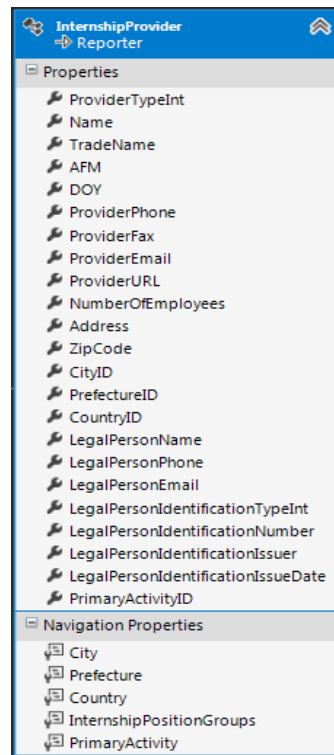 InternshipProvider
Reporter
Properties
ProviderTypeInt
Name
TradeName
AFM
DOY
ProviderPhone
ProviderFax
ProviderEmail
ProviderURL
NumberOfEmployees
Address
ZipCode
CityID
PrefectureID
CountryID
LegalPersonName
LegalPersonPhone
LegalPersonEmail
LegalPersonIdentificationTypeInt
LegalPersonIdentificationNumber
LegalPersonIdentificationIssuer
LegalPersonIdentificationIssueDate
PrimaryActivityID
Navigation Properties
City
Prefecture
Country
InternshipPositionGroups
PrimaryActivity